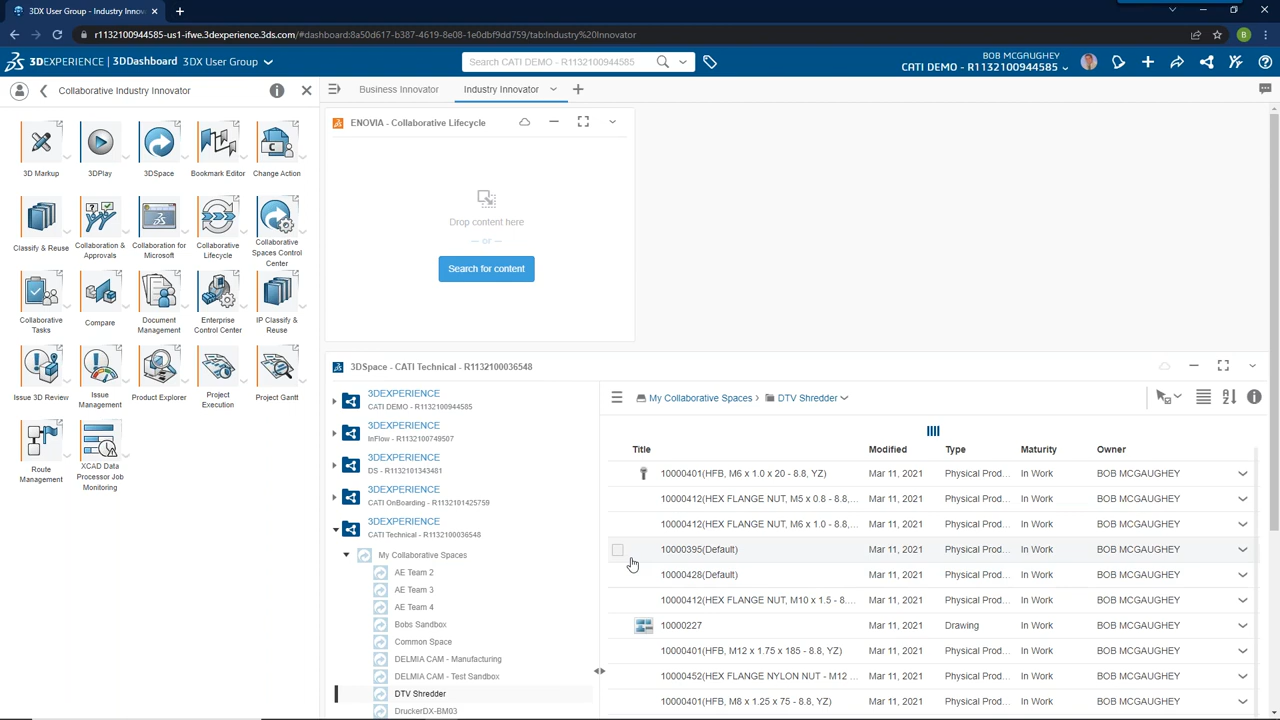 3DX User Group - Industry Innov
r1132100944585-us1-ifwe.3dexperience.3ds.com/#dashboard:8a50d617-b387-4619-8e08-1e0dbf9dd759/tab:Industry%20Innovator
B
3DEXPERIENCE | 3DDashboard 3DX User Group
Search CATI DEMO - R1132100944585
BOB MCGAUGHEY
CATI DEMO - R1132100944585
Collaborative Industry Innovator
Business Innovator
Industry Innovator
3D Markup
3DPlay
3DSpace
Bookmark Editor
Change Action
Classify & Reuse
Collaboration & Approvals
Collaboration for Microsoft
Collaborative Lifecycle
Collaborative Spaces Control Center
Collaborative Tasks
Compare
Document Management
Enterprise Control Center
IP Classify & Reuse
Issue 3D Review
Issue Management
Product Explorer
Project Execution
Project Gantt
Route Management
XCAD Data Processor Job Monitoring
ENOVIA - Collaborative Lifecycle
Drop content here
— or —
Search for content
3DSpace - CATI Technical - R1132100036548
3DEXPERIENCE
CATI DEMO - R1132100944585
3DEXPERIENCE
InFlow - R1132100749507
3DEXPERIENCE
DS - R1132101343481
3DEXPERIENCE
CATI OnBoarding - R1132101425759
3DEXPERIENCE
CATI Technical - R1132100036548
My Collaborative Spaces
AE Team 2
AE Team 3
AE Team 4
Bobs Sandbox
Common Space
DELMIA CAM - Manufacturing
DELMIA CAM - Test Sandbox
DTV Shredder
DruckerDX-BM03
My Collaborative Spaces > DTV Shredder
Title Modified Type Maturity Owner
10000401(HFB, M6 x 1.0 x 20 - 8.8, YZ) Mar 11, 2021 Physical Prod... In Work BOB MCGAUGHEY
10000412(HEX FLANGE NUT, M5 x 0.8 - 8.8,... Mar 11, 2021 Physical Prod... In Work BOB MCGAUGHEY
10000412(HEX FLANGE NUT, M6 x 1.0 - 8.8,... Mar 11, 2021 Physical Prod... In Work BOB MCGAUGHEY
10000395(Default) Mar 11, 2021 Physical Prod... In Work BOB MCGAUGHEY
10000428(Default) Mar 11, 2021 Physical Prod... In Work BOB MCGAUGHEY
10000412(HEX FLANGE NUT, M10 x 1.5 - 8.... Mar 11, 2021 Physical Prod... In Work BOB MCGAUGHEY
10000227 Mar 11, 2021 Drawing In Work BOB MCGAUGHEY
10000401(HFB, M12 x 1.75 x 185 - 8.8, YZ) Mar 11, 2021 Physical Prod... In Work BOB MCGAUGHEY
10000452(HEX FLANGE NYLON NUT - M12 ... Mar 11, 2021 Physical Prod... In Work BOB MCGAUGHEY
10000401(HFB, M8 x 1.25 x 75 - 8.8, YZ) Mar 11, 2021 Physical Prod... In Work BOB MCGAUGHEY